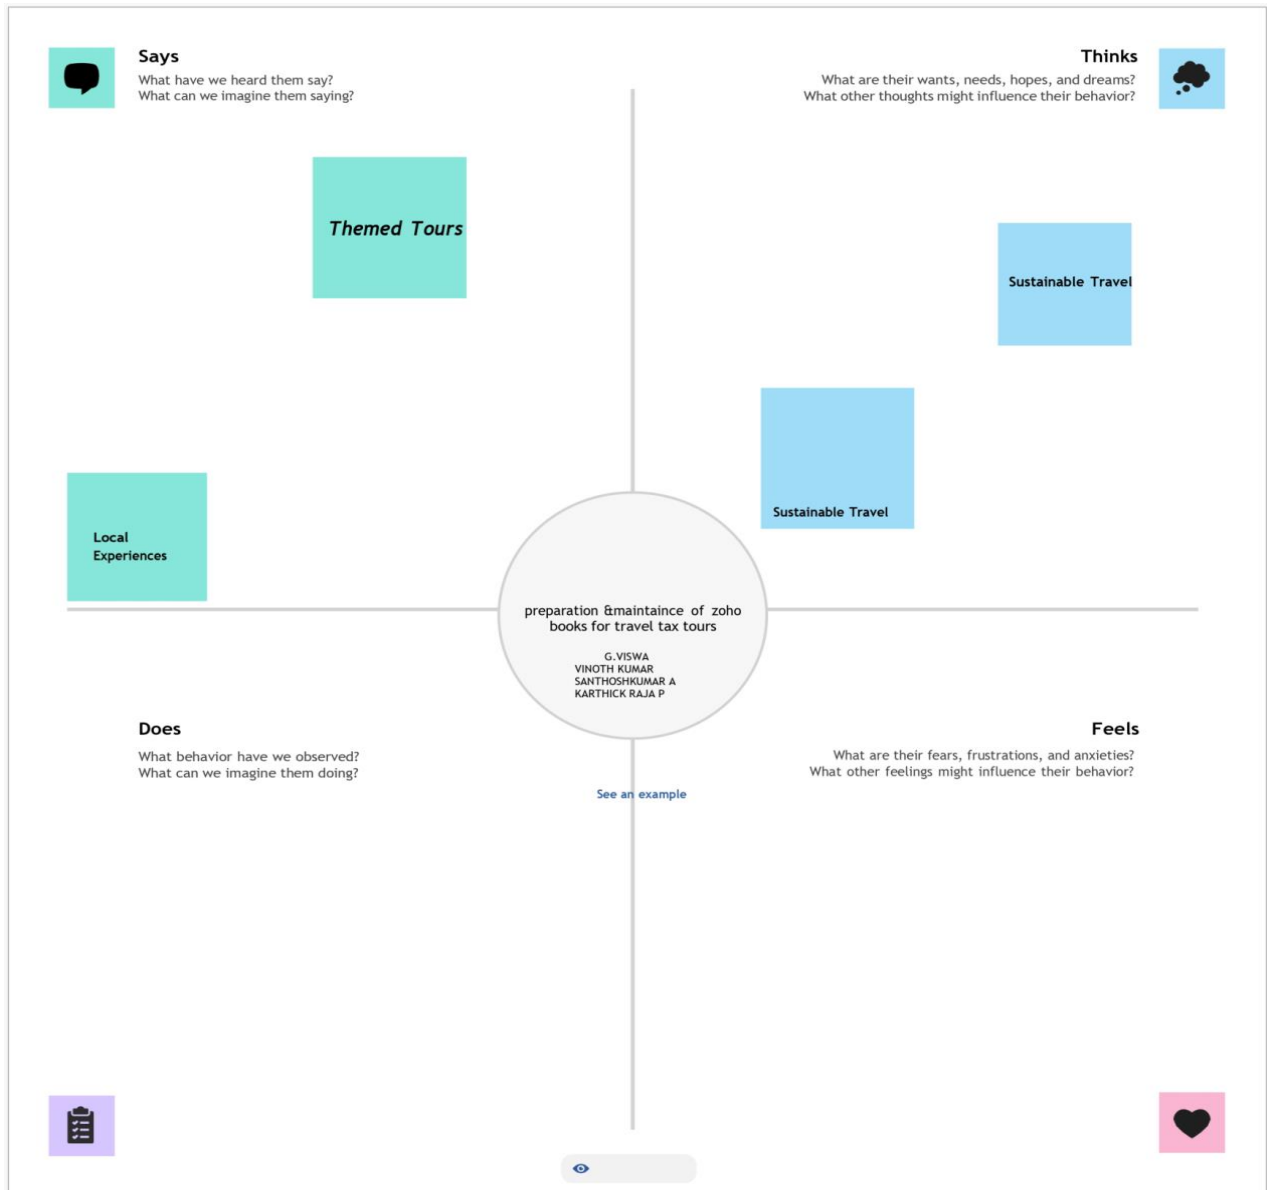 Says
What have we heard them say?
What can we imagine them saying?
Thinks
What are their wants, needs, hopes, and dreams?
What other thoughts might influence their behavior?
Themed Tours
Sustainable Travel
Sustainable Travel
Local
Experiences
preparation &maintaince of zoho
books for travel tax tours
G.VISWA
VINOTH KUMAR
SANTHOSHKUMAR A
KARTHICK RAJA P
Does
What behavior have we observed?
What can we imagine them doing?
Feels
What are their fears, frustrations, and anxieties?
What other feelings might influence their behavior?
See an example